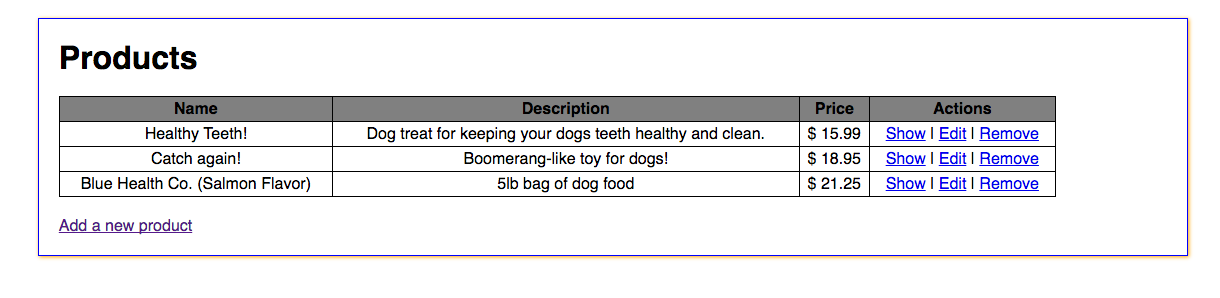 Products
Name Description Price Actions
Healthy Teeth! Dog treat for keeping your dogs teeth healthy and clean. $ 15.99 Show | Edit | Remove
Catch again! Boomerang-like toy for dogs! $ 18.95 Show | Edit | Remove
Blue Health Co. (Salmon Flavor) 5lb bag of dog food $ 21.25 Show | Edit | Remove
Add a new product